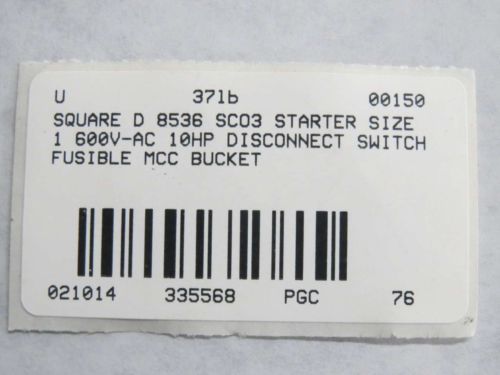 U 37lb 00150
SQUARE D 8536 SCO3 STARTER SIZE
1 600V-AC 10HP DISCONNECT SWITCH
FUSIBLE MCC BUCKET
021014 335568 PGC 76